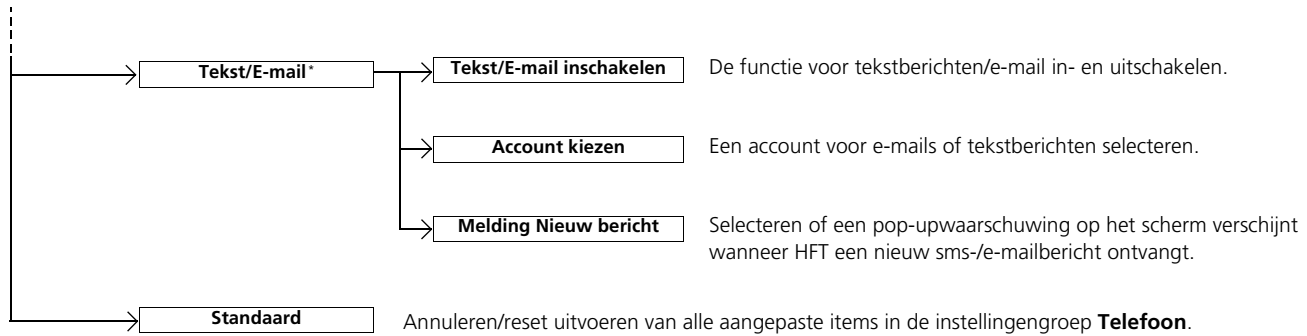 Tekst/E-mail*
Tekst/E-mail inschakelen
De functie voor tekstberichten/e-mail in- en uitschakelen.
Account kiezen
Een account voor e-mails of tekstberichten selecteren.
Melding Nieuw bericht
Selecteren of een pop-upwaarschuwing op het scherm verschijnt
wanneer HFT een nieuw sms-/e-mailbericht ontvangt.
Standaard
Annuleren/reset uitvoeren van alle aangepaste items in de instellingengroep Telefoon.